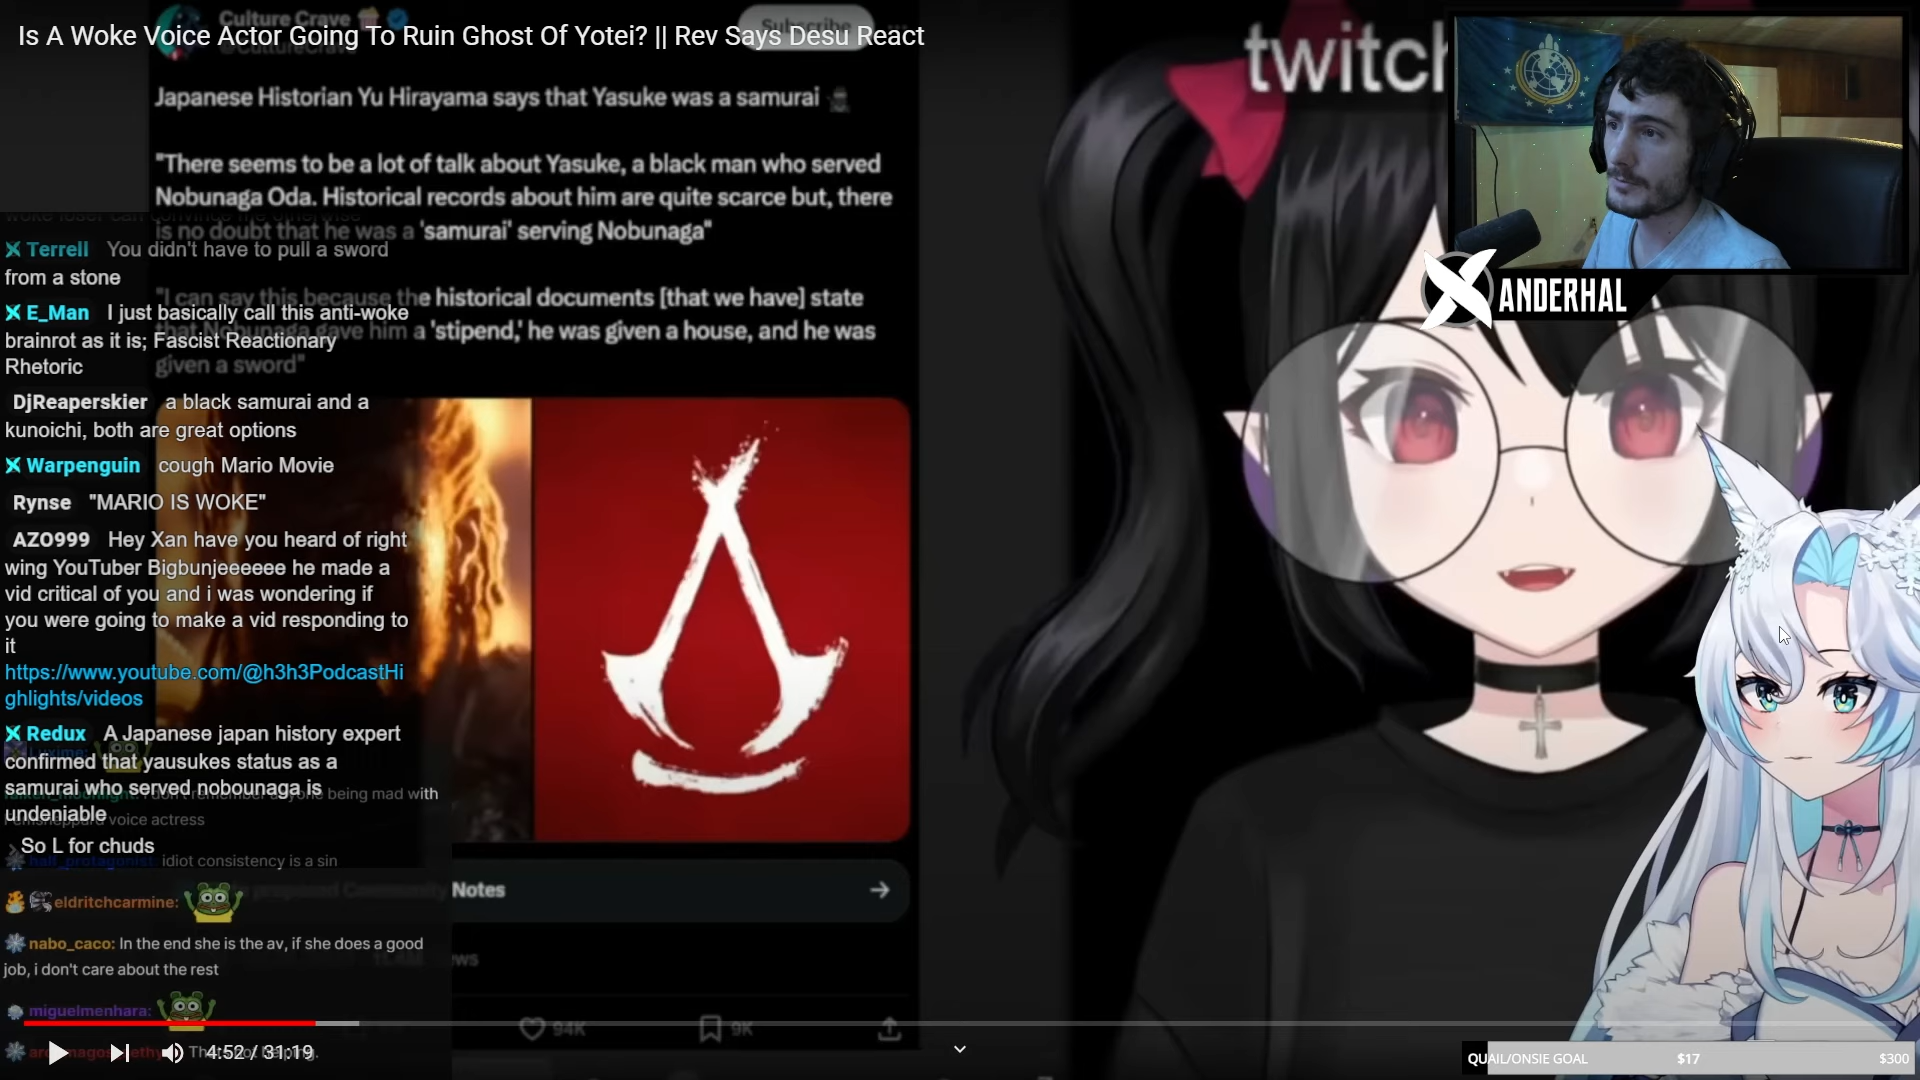 Culture Crave
Subscribe
Is A Woke Voice Actor Going To Ruin Ghost Of Yotei? || Rev Says Desu React
twitch
Japanese Historian Yu Hirayama says that Yasuke was a samurai
"There seems to be a lot of talk about Yasuke, a black man who served
Nobunaga Oda. Historical records about him are quite scarce but, there
is no doubt that he was a 'samurai' serving Nobunaga"
"I can say this because the historical documents [that we have] state
that Nobunaga gave him a 'stipend,' he was given a house, and he was
given a sword"
Terrell You didn't have to pull a sword
from a stone
E_Man I just basically call this anti-woke
brainrot as it is; Fascist Reactionary
Rhetoric
DjReaperskier a black samurai and a
kunoichi, both are great options
Warpenguin cough Mario Movie
Rynse "MARIO IS WOKE"
AZO999 Hey Xan have you heard of right
wing YouTuber Bigbunjeeeeee he made a
vid critical of you and i was wondering if
you were going to make a vid responding to
it
https://www.youtube.com/@h3h3PodcastHi
ghlights/videos
Redux A Japanese japan history expert
confirmed that yausukes status as a
samurai who served nobounaga is
undeniable
being mad with
voice actress
So L for chuds
half_protagonist: idiot consistency is a sin
Notes
eldritchcarmine:
nabo_caco: In the end she is the av, if she does a good
job, i don't care about the rest
miguelmenhara:
94K
9K
4:52 / 31:19
XANDERHAL
QUAIL/ONSIE GOAL $17 $300